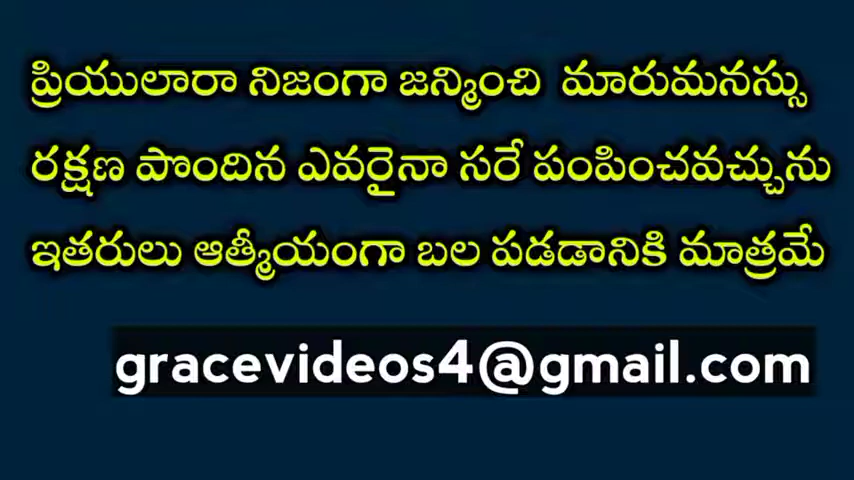 ప్రియులారా నిజంగా జన్మించి మారుమనస్సు
రక్షణ పొందిన ఎవరైనా సరే పంపించవచ్చును
ఇతరులు ఆత్మీయంగా బల పడడానికి మాత్రమే
gracevideos4@gmail.com